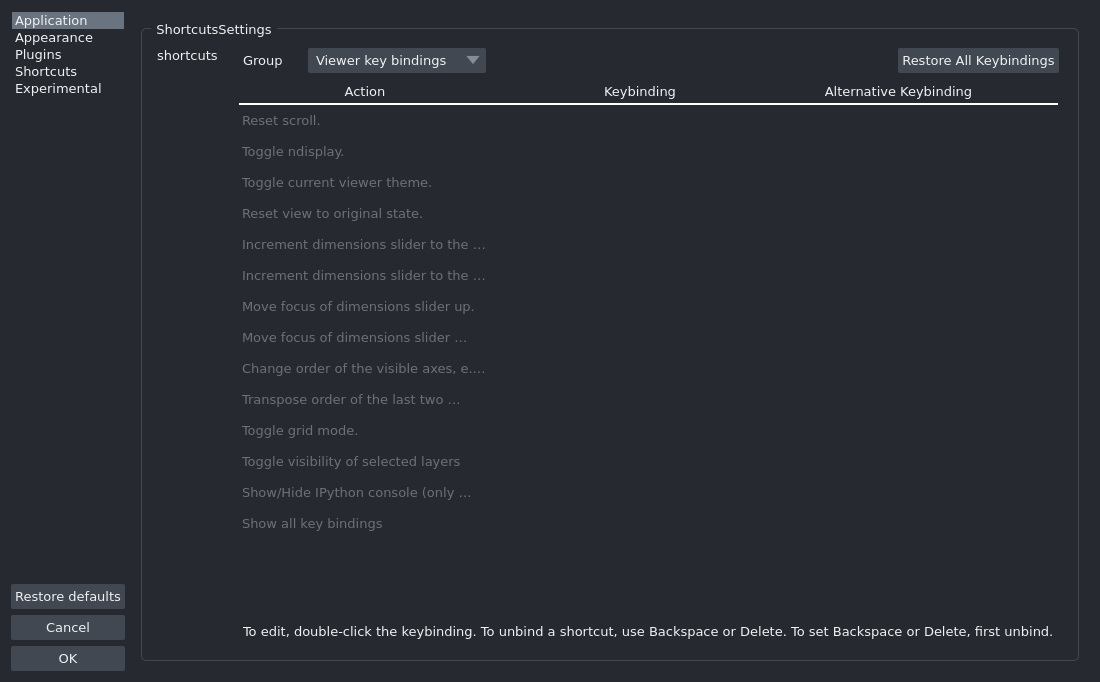 Application
Appearance
Plugins
Shortcuts
Experimental
ShortcutsSettings
shortcuts
Group
Viewer key bindings
Restore All Keybindings
Action
Keybinding
Alternative Keybinding
Reset scroll.
Toggle ndisplay.
Toggle current viewer theme.
Reset view to original state.
Increment dimensions slider to the …
Increment dimensions slider to the …
Move focus of dimensions slider up.
Move focus of dimensions slider …
Change order of the visible axes, e.…
Transpose order of the last two …
Toggle grid mode.
Toggle visibility of selected layers
Show/Hide IPython console (only …
Show all key bindings
To edit, double-click the keybinding. To unbind a shortcut, use Backspace or Delete. To set Backspace or Delete, first unbind.
Restore defaults
Cancel
OK